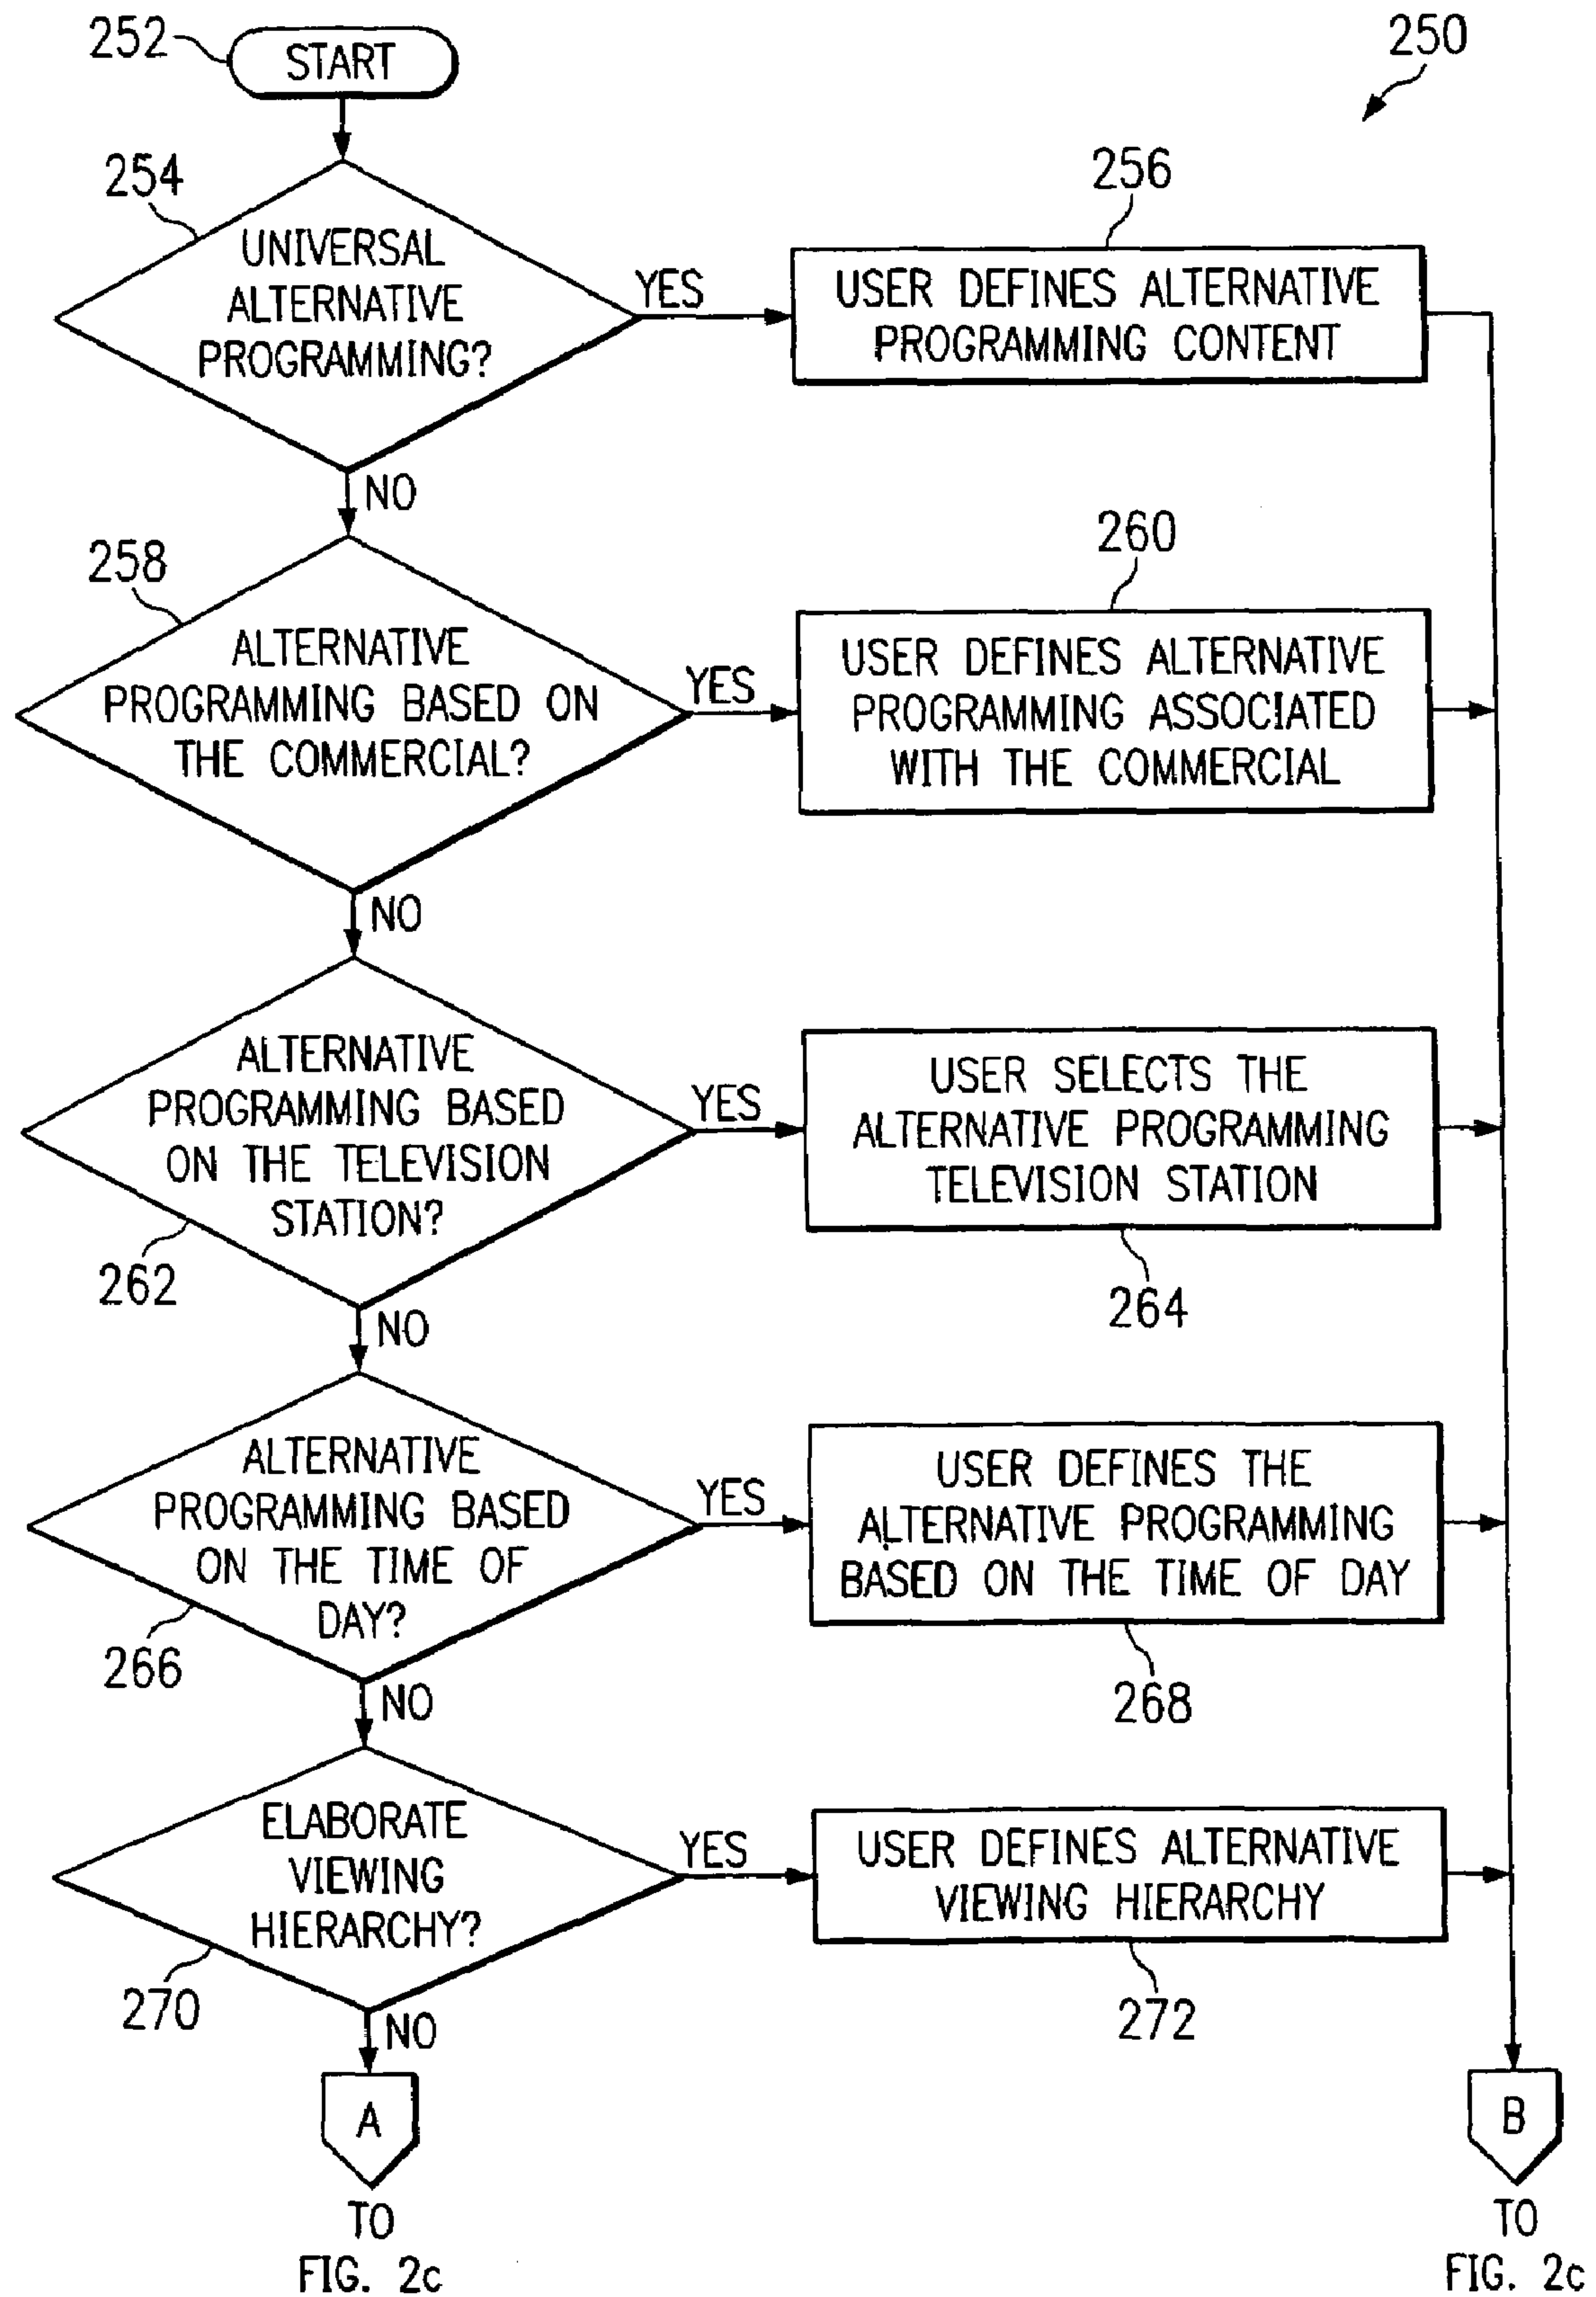 252
START
250
254
UNIVERSAL
ALTERNATIVE
PROGRAMMING?
YES
256
USER DEFINES ALTERNATIVE
PROGRAMMING CONTENT
NO
258
ALTERNATIVE
PROGRAMMING BASED ON
THE COMMERCIAL?
YES
260
USER DEFINES ALTERNATIVE
PROGRAMMING ASSOCIATED
WITH THE COMMERCIAL
NO
ALTERNATIVE
PROGRAMMING BASED
ON THE TELEVISION
STATION?
262
YES
USER SELECTS THE
ALTERNATIVE PROGRAMMING
TELEVISION STATION
264
NO
ALTERNATIVE
PROGRAMMING BASED
ON THE TIME OF
DAY?
266
YES
USER DEFINES THE
ALTERNATIVE PROGRAMMING
BASED ON THE TIME OF DAY
268
NO
ELABORATE
VIEWING
HIERARCHY?
270
YES
USER DEFINES ALTERNATIVE
VIEWING HIERARCHY
272
NO
A
TO
FIG. 2c
B
TO
FIG. 2c